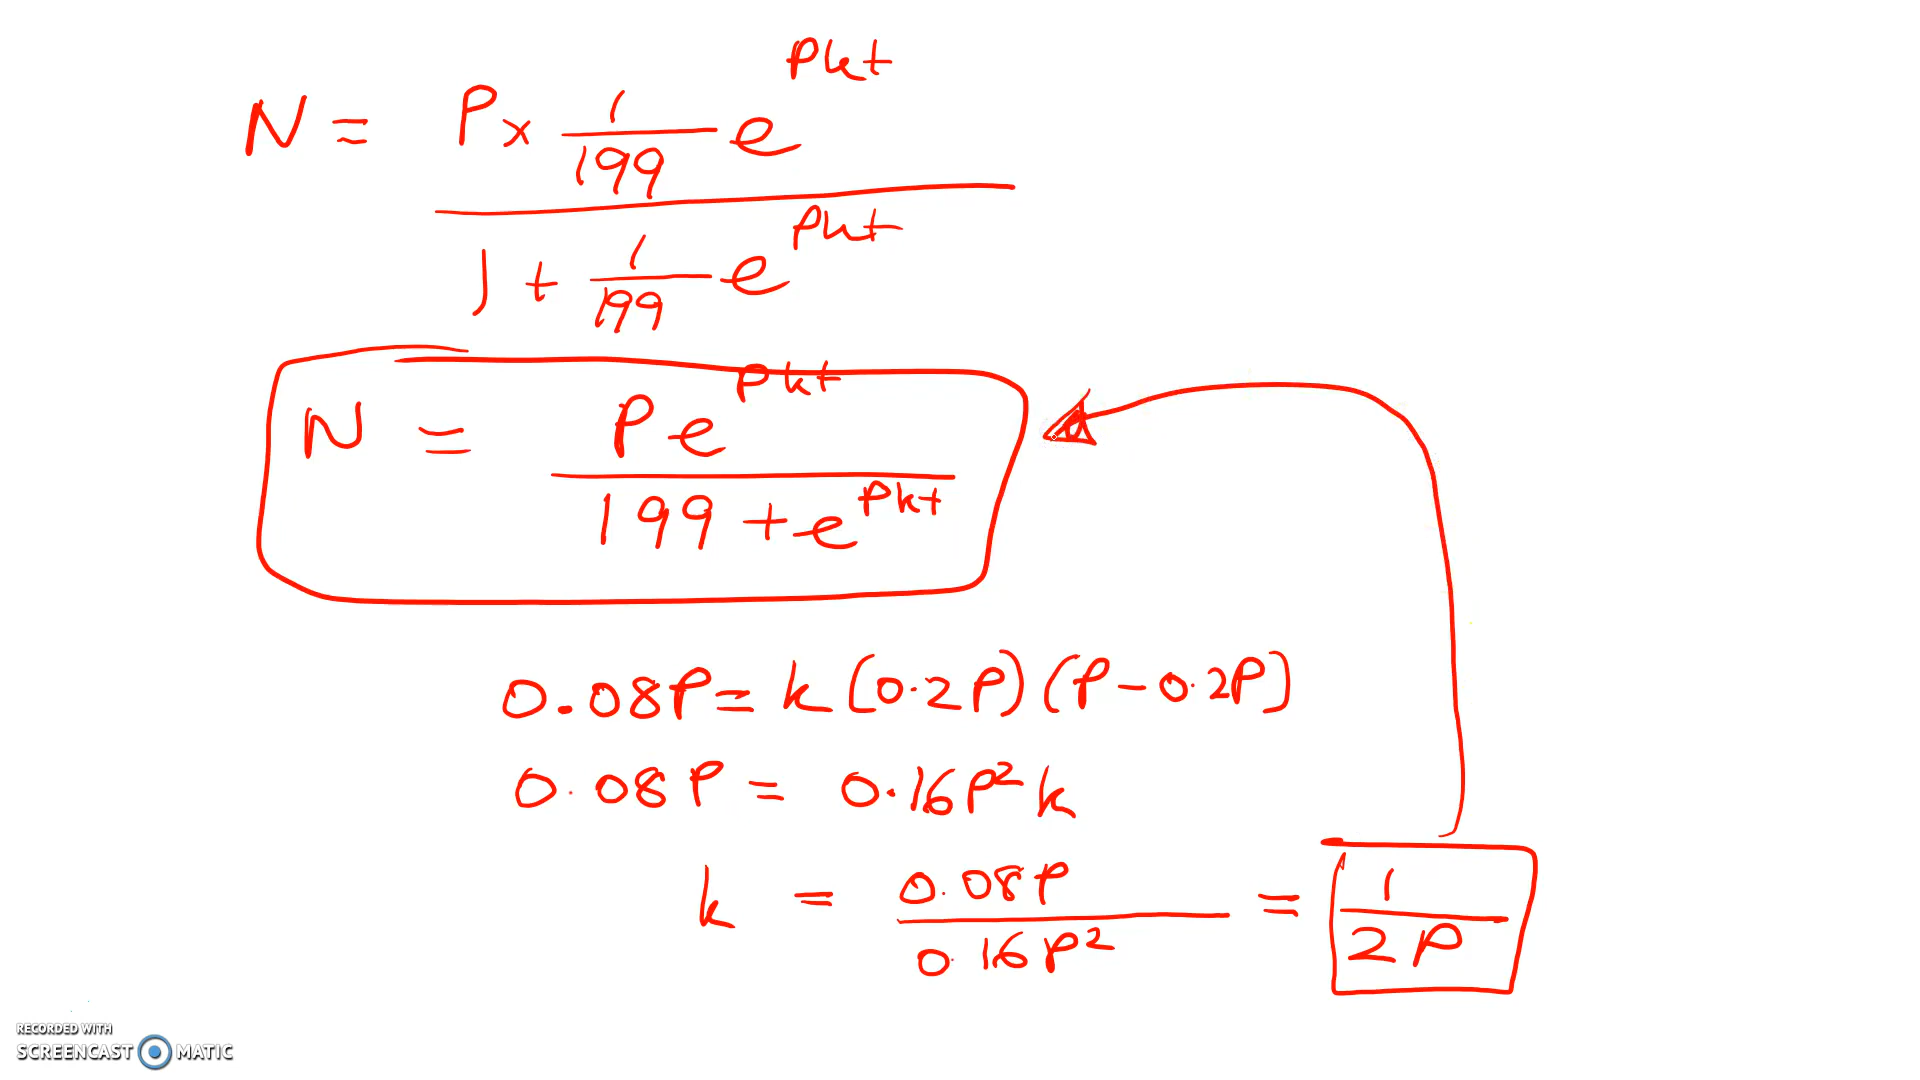 N = P x 1/199 e^Pkt
1 + 1/199 e^Pkt
N = Pe^Pkt
199 + e^Pkt
0.08P = k(0.2P)(P - 0.2P)
0.08P = 0.16P²k
k = 0.08P / 0.16P² = 1 / 2P
RECORDED WITH
SCREENCAST MATIC